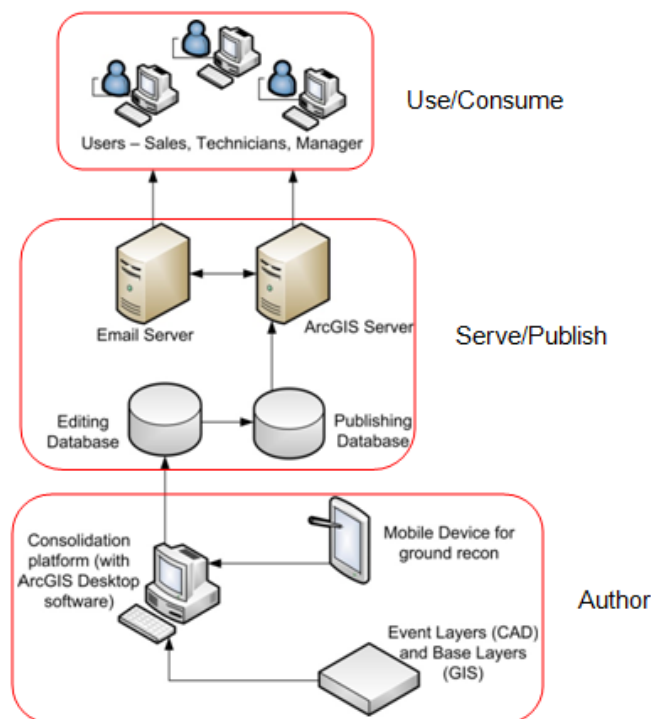 Use/Consume
Users – Sales, Technicians, Manager
Email Server
ArcGIS Server
Serve/Publish
Editing
Database
Publishing
Database
Consolidation
platform (with
ArcGIS Desktop
software)
Mobile Device for
ground recon
Author
Event Layers (CAD)
and Base Layers
(GIS)